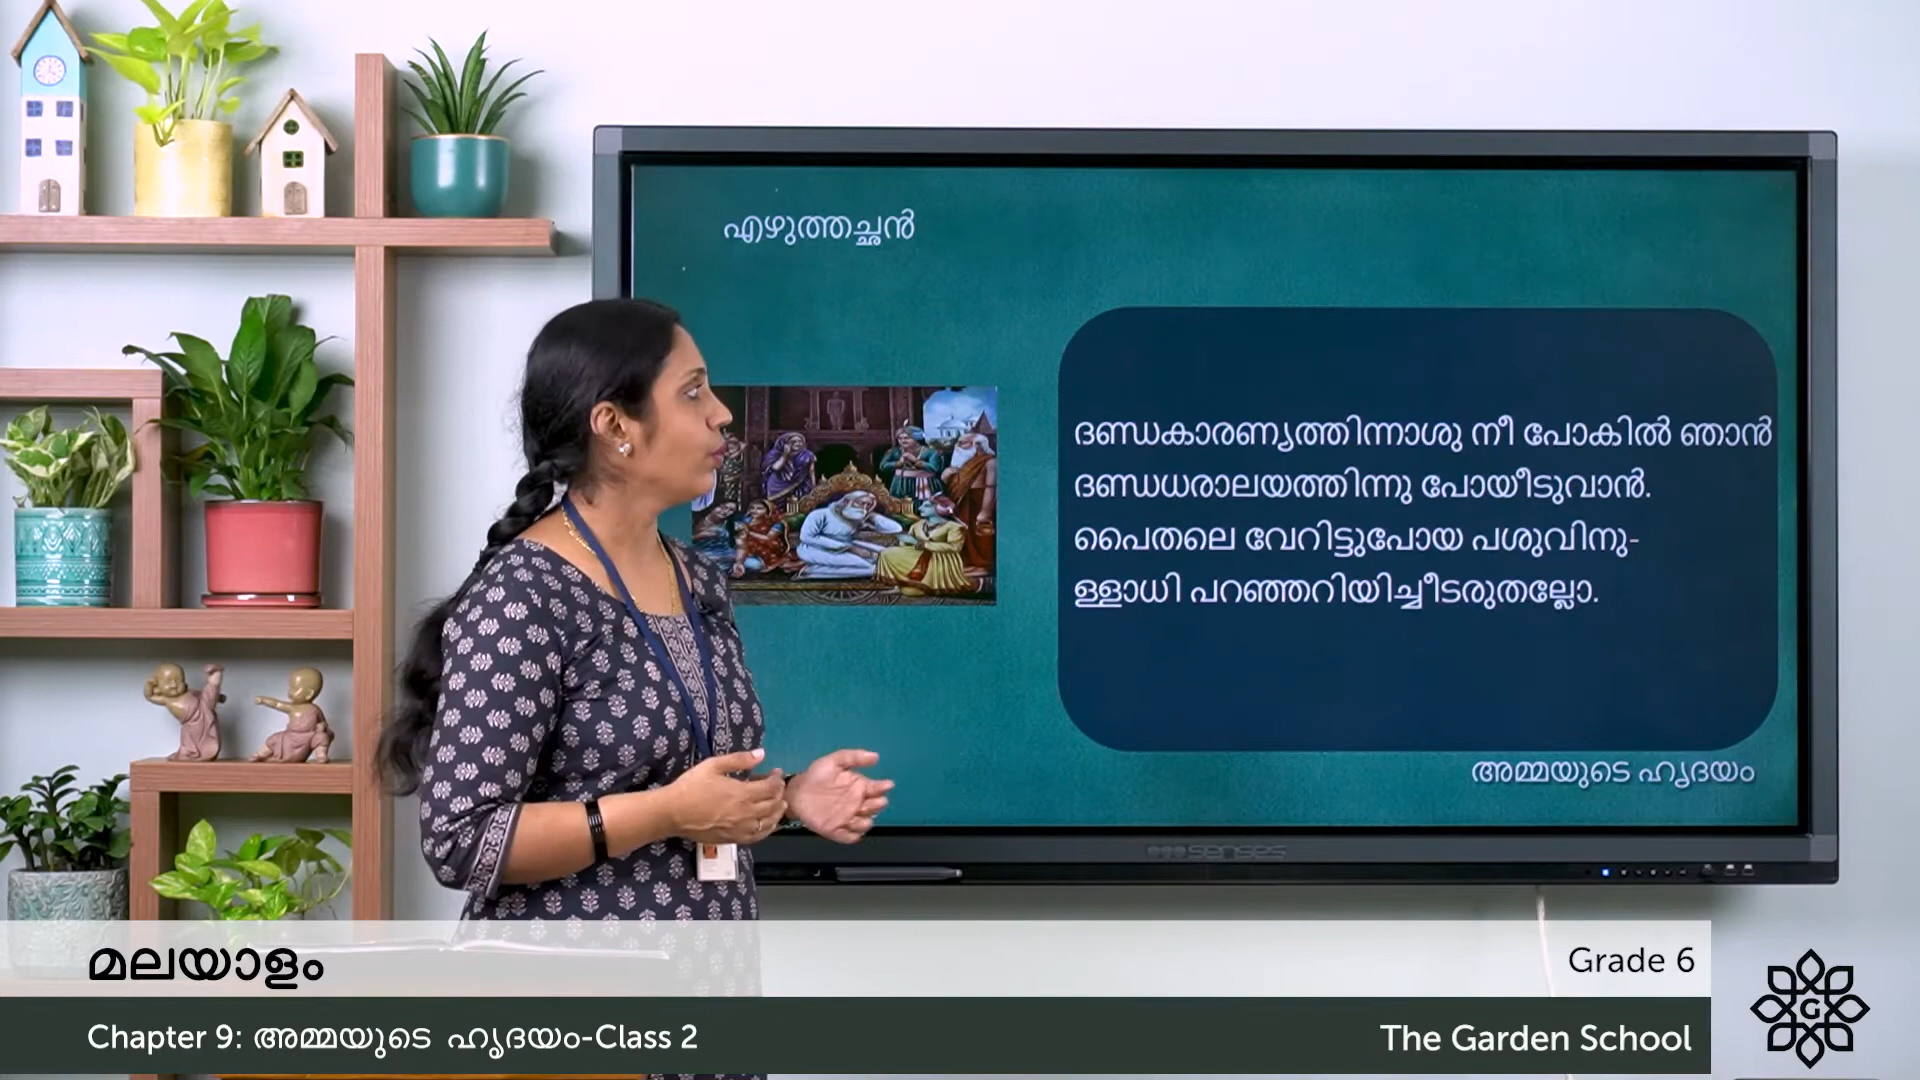 എഴുത്തച്ഛൻ
ദണ്ഡകാരണ്യത്തിന്നാശു നീ പോകിൽ ഞാൻ
ദണ്ഡധരാലയത്തിന്നു പോയീടുവാൻ.
പൈതലെ വേറിട്ടുപോയ പശുവിനു-
ള്ളാധി പറഞ്ഞറിയിച്ചീടരുതല്ലോ.
അമ്മയുടെ ഹൃദയം
senses
മലയാളം
Grade 6
Chapter 9: അമ്മയുടെ ഹൃദയം-Class 2
The Garden School
G